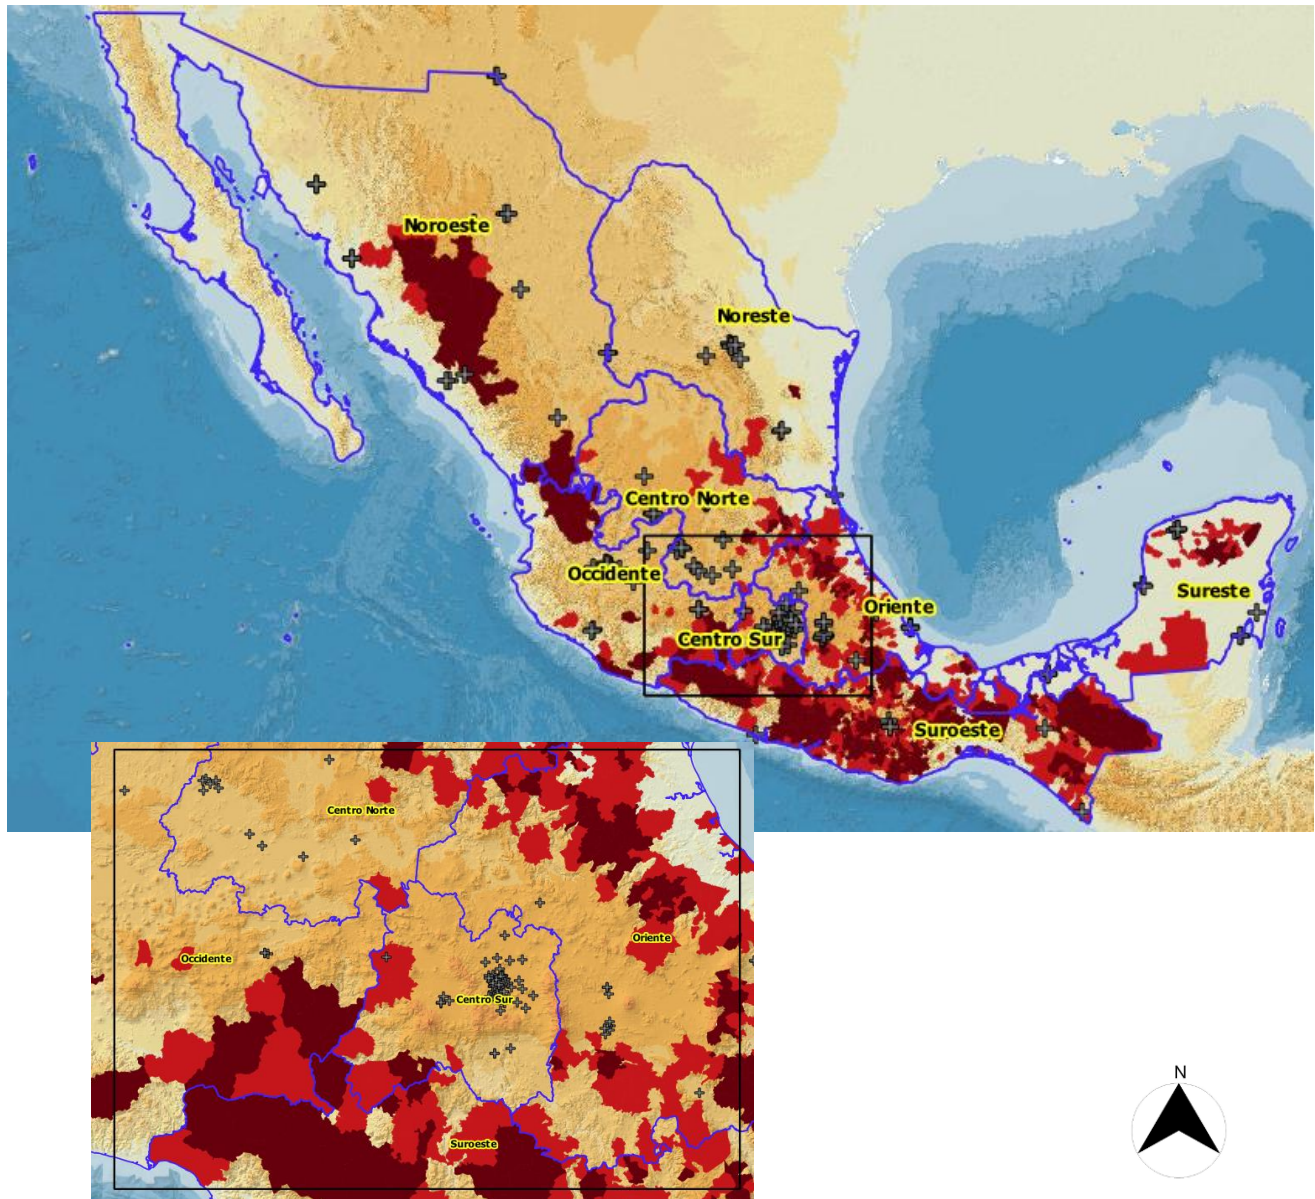 Noroeste
Noreste
Centro Norte
Occidente
Sureste
Oriente
Centro Sur
Suroeste
Centro Norte
Oriente
Occidente
Centro Sur
Suroeste
N